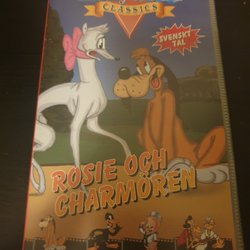 CLASSICS
SVENSKT
TAL
ROSIE OCH
CHARMÖREN